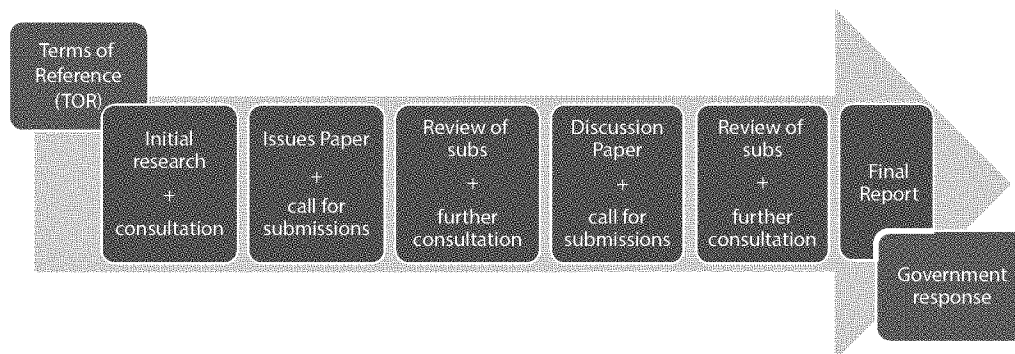 Terms of
Reference
(TOR)
Initial
research
+
consultation
Issues Paper
+
call for
submissions
Review of
subs
+
further
consultation
Discussion
Paper
+
call for
submissions
Review of
subs
+
further
consultation
Final
Report
Government
response